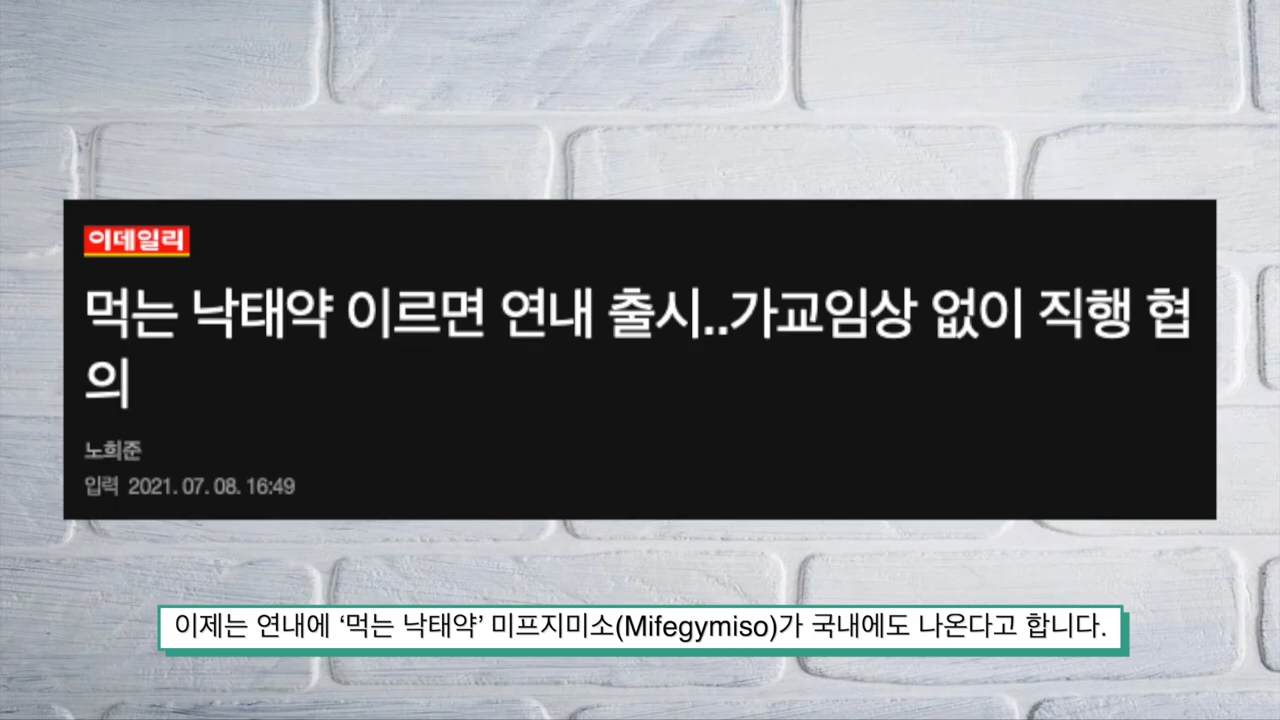 이데일리
먹는 낙태약 이르면 연내 출시..가교임상 없이 직행 협
의
노희준
입력 2021. 07. 08. 16:49
이제는 연내에 ‘먹는 낙태약’ 미프지미소(Mifegymiso)가 국내에도 나온다고 합니다.